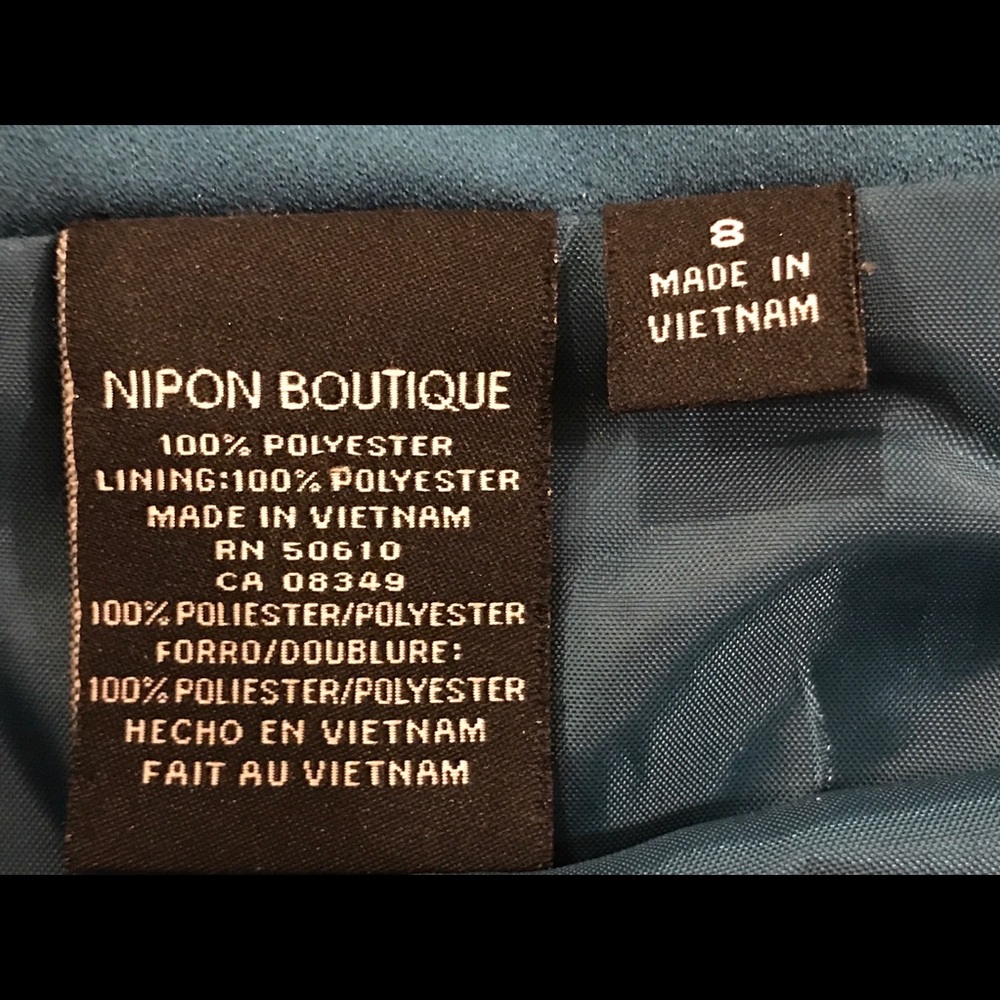 NIPON BOUTIQUE
100% POLYESTER
LINING:100% POLYESTER
MADE IN VIETNAM
RN 50610
CA 08349
100% POLIESTER/POLYESTER
FORRO/DOUBLURE:
100% POLIESTER/POLYESTER
HECHO EN VIETNAM
FAIT AU VIETNAM
8
MADE IN
VIETNAM